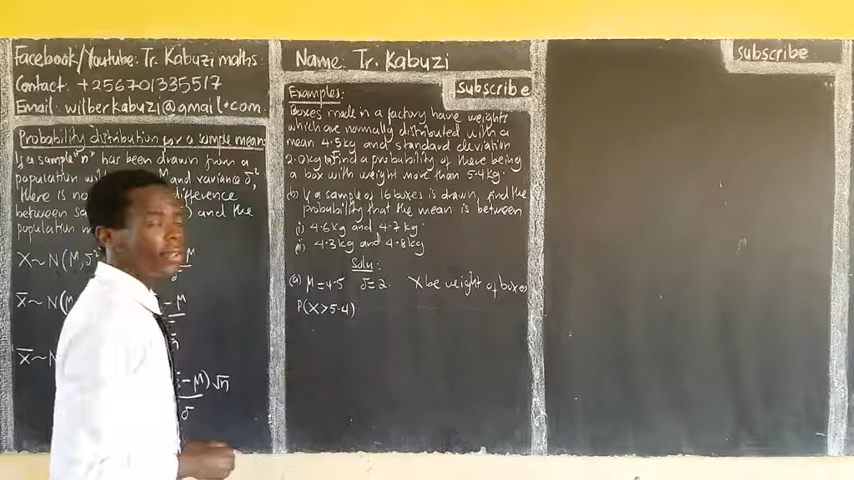 Facebook/Youtube: Tr. Kabuzi maths
Contact: +256701335517
Email: wilberkabuzi@gmail.com
Probability distribution for a sample mean
If a sample "n" has been drawn from a
population and variance σ²,
there is no difference
between and the
population
X~N(M,σ²
-M
σ
X̄~N(M,
-M
X̄~N
-M)√n
σ
Name: Tr. Kabuzi
Subscribe
Examples:
Boxes made in a factory have weights
which are normally distributed with a
mean 4.5kg and standard deviation
2.0kg (a) Find a probability of there being
a box with weight more than 5.4kg.
(b) If a sample of 16 boxes is drawn, find the
probability that the mean is between
(i) 4.6kg and 4.7kg
(ii) 4.3kg and 4.8kg
Soln:
(a) M=4.5 σ=2. X be weight of boxes
P(X>5.4)
Subscribe